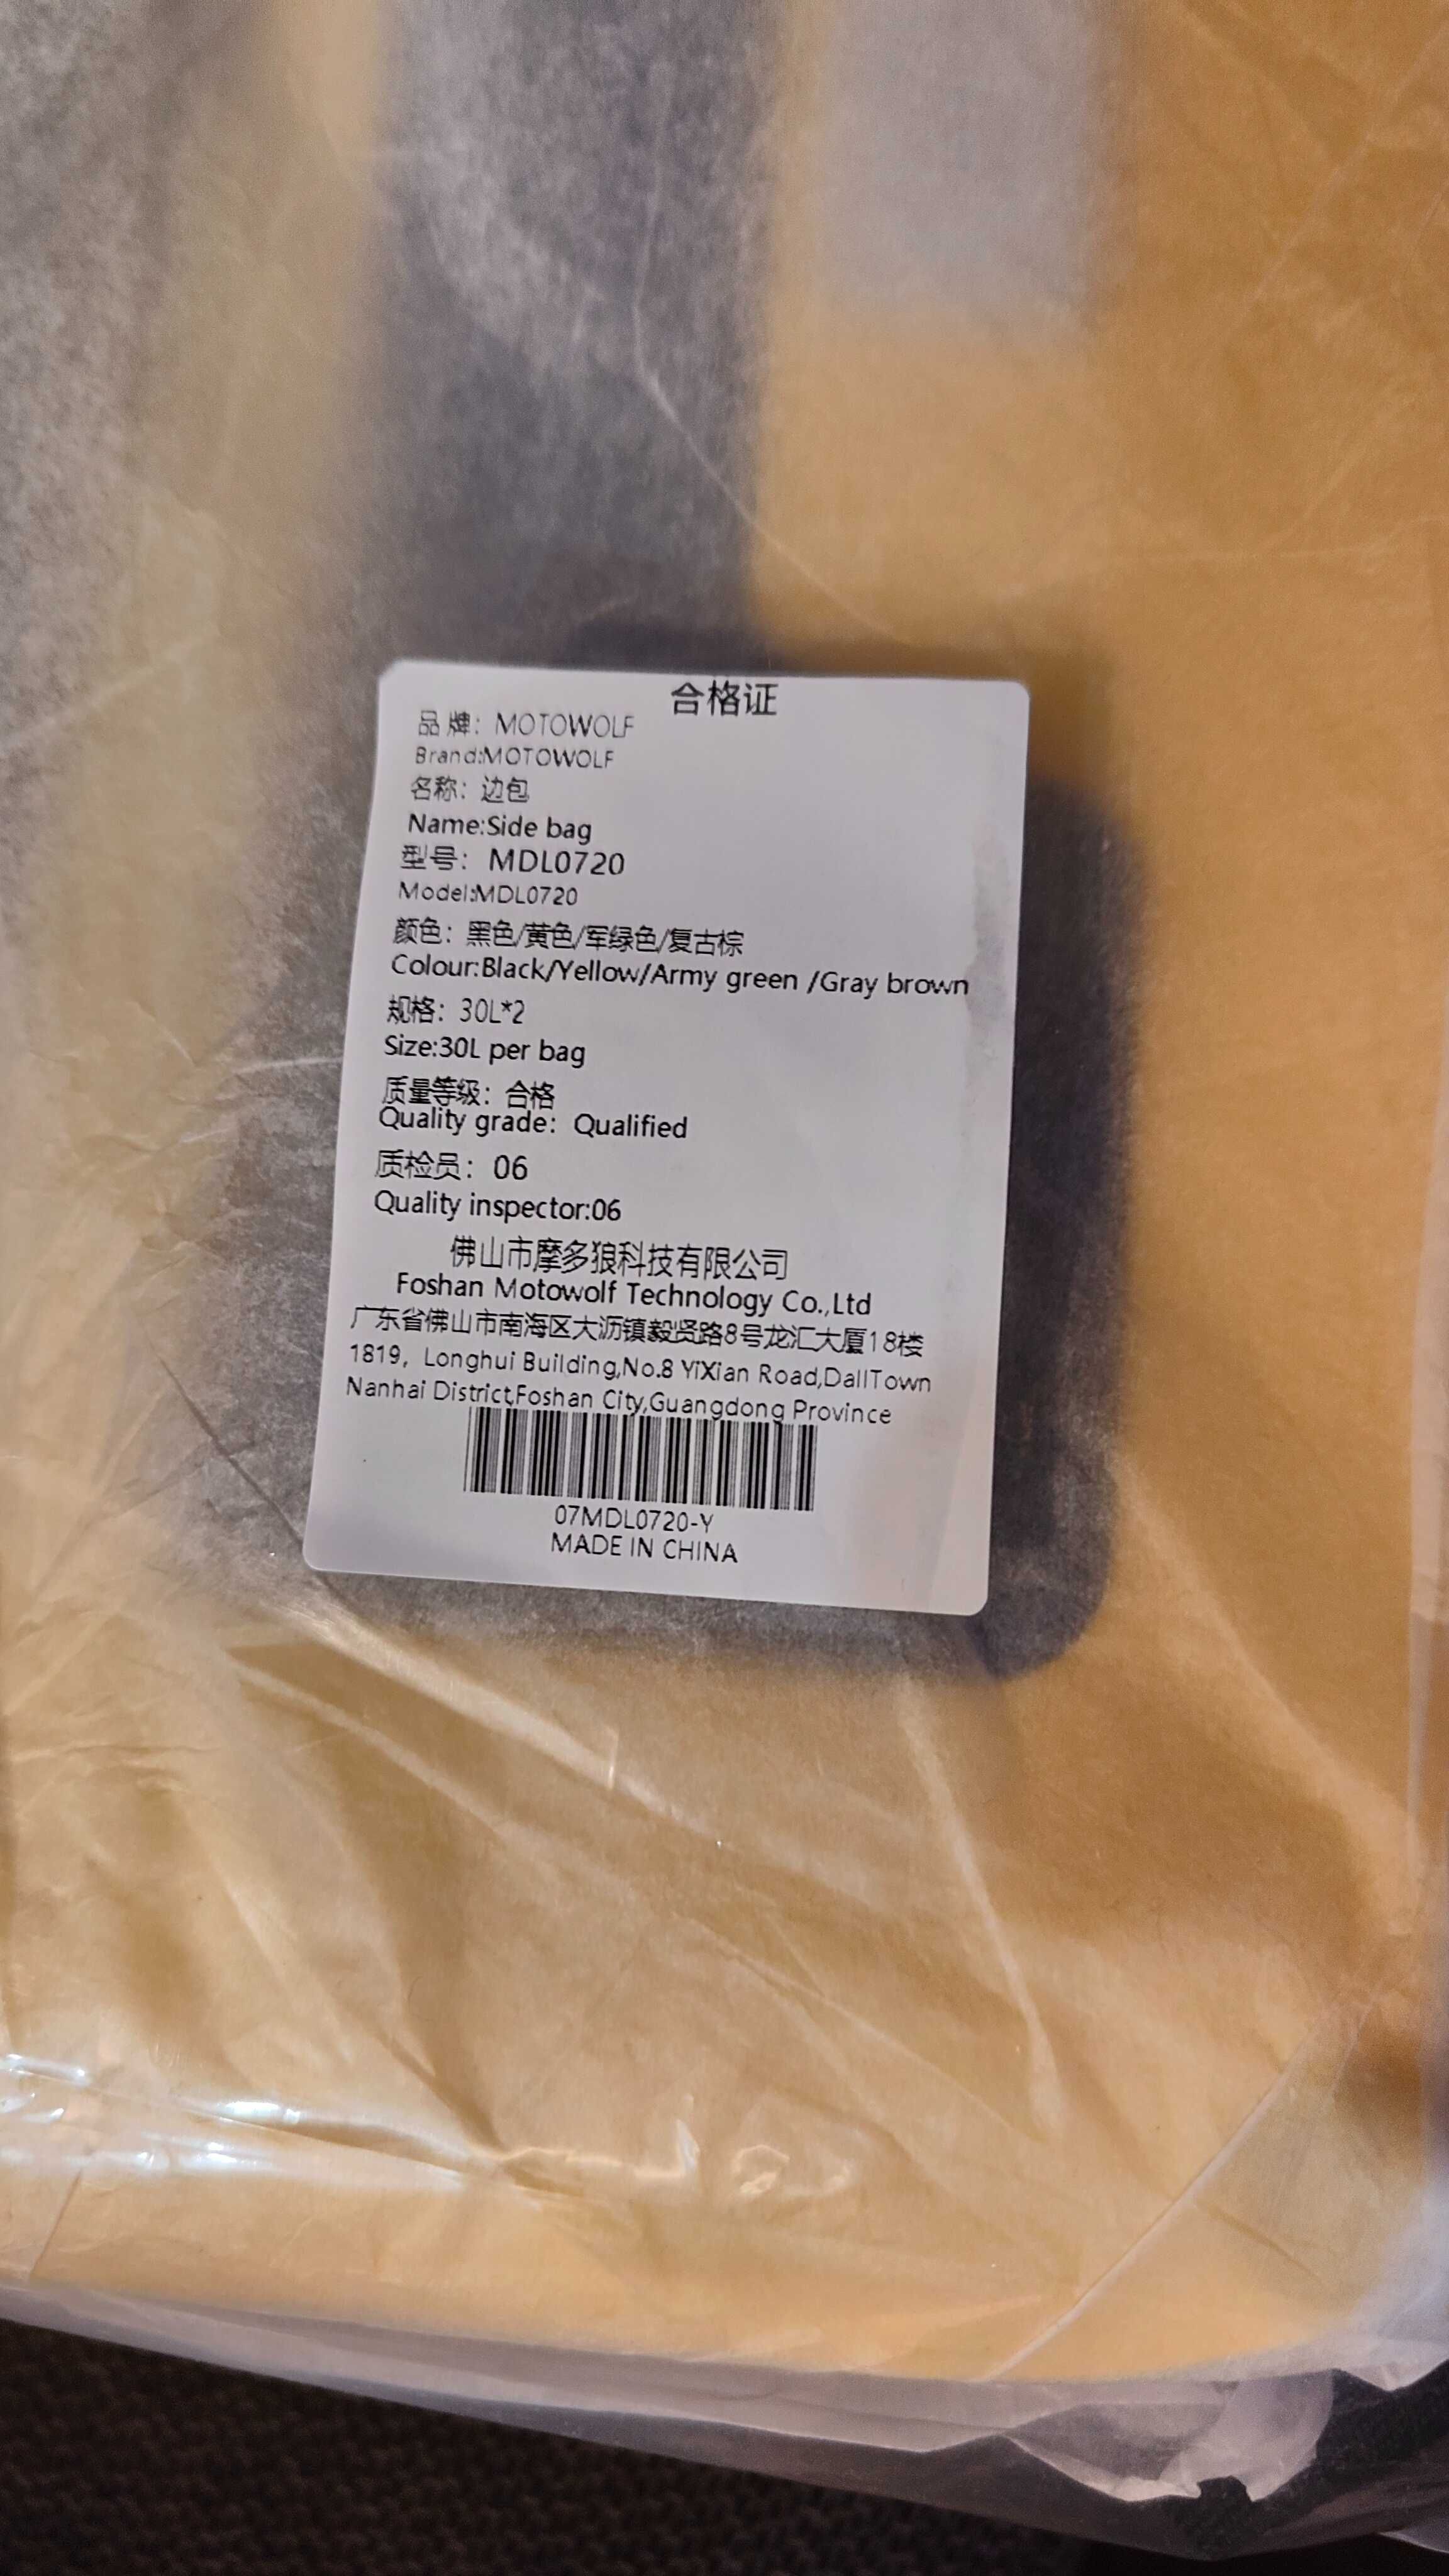 合格证
品 牌：MOTOWOLF
Brand:MOTOWOLF
名称：边包
Name:Side bag
型号：MDL0720
Model:MDL0720
颜色：黑色/黄色/军绿色/复古棕
Colour:Black/Yellow/Army green /Gray brown
规格：30L*2
Size:30L per bag
质量等级：合格
Quality grade：Qualified
质检员：06
Quality inspector:06
佛山市摩多狼科技有限公司
Foshan Motowolf Technology Co.,Ltd
广东省佛山市南海区大沥镇毅贤路8号龙汇大厦18楼
1819，Longhui Building,No.8 YiXian Road,DaliTown
Nanhai District,Foshan City,Guangdong Province
07MDL0720-Y
MADE IN CHINA